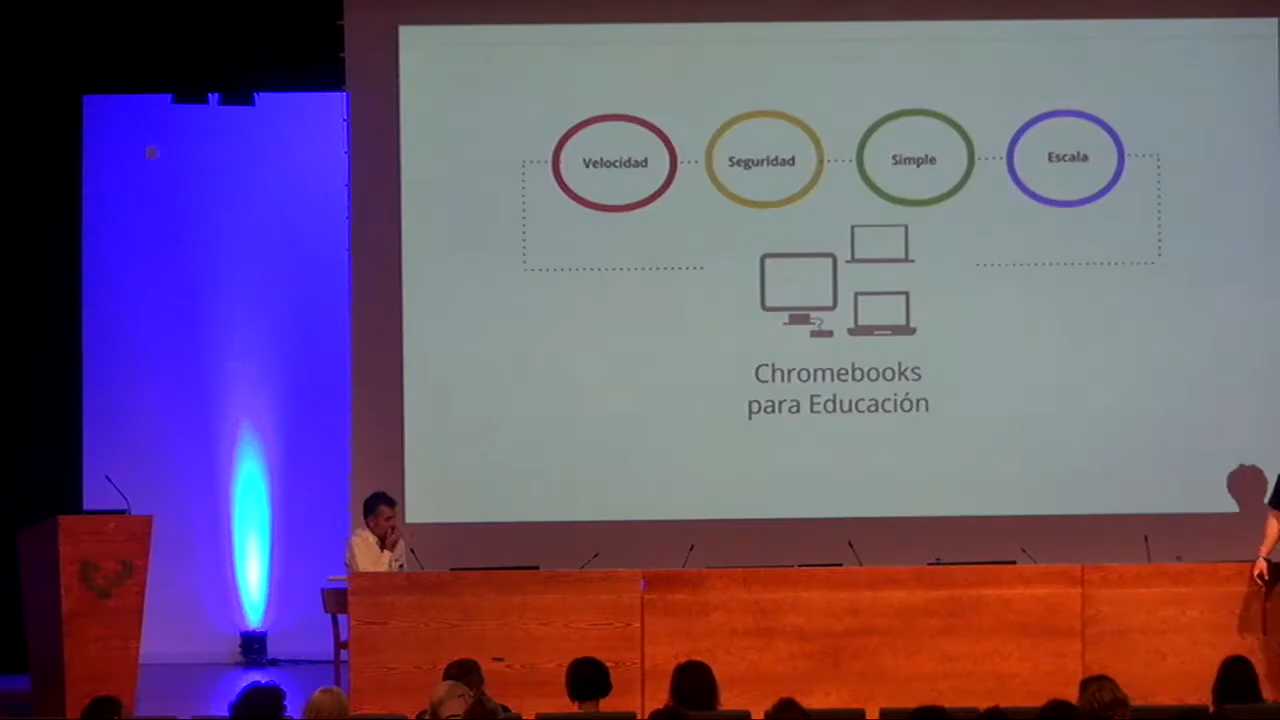 Velocidad
Seguridad
Simple
Escala
Chromebooks
para Educación